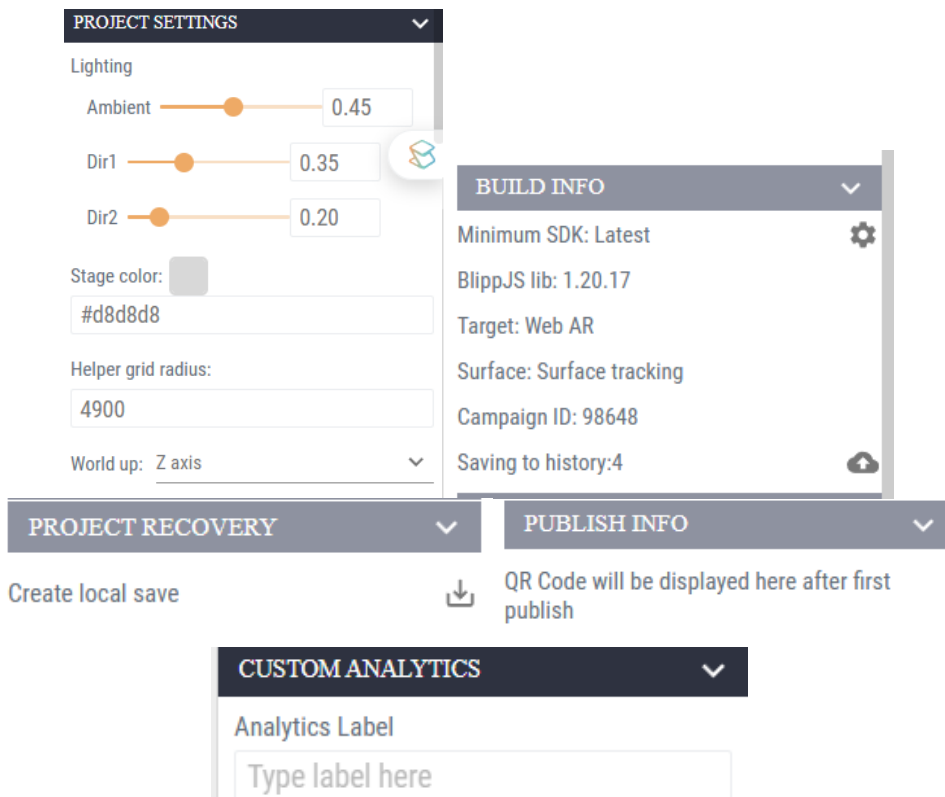 PROJECT SETTINGS
Lighting
Ambient 0.45
Dir1 0.35
Dir2 0.20
Stage color:
#d8d8d8
Helper grid radius:
4900
World up: Z axis
BUILD INFO
Minimum SDK: Latest
BlippJS lib: 1.20.17
Target: Web AR
Surface: Surface tracking
Campaign ID: 98648
Saving to history:4
PROJECT RECOVERY
Create local save
PUBLISH INFO
QR Code will be displayed here after first
publish
CUSTOM ANALYTICS
Analytics Label
Type label here